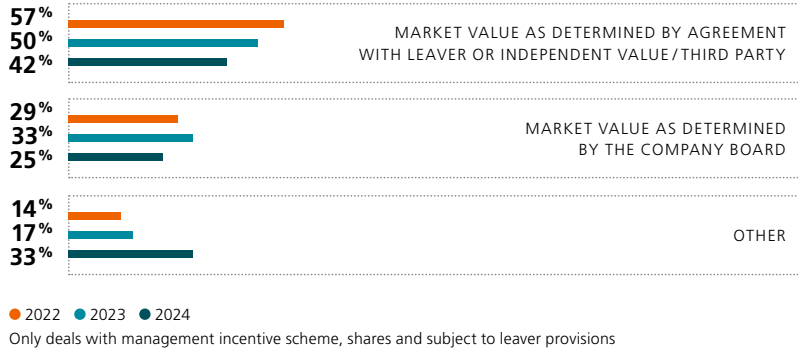 57%
50%
42%
MARKET VALUE AS DETERMINED BY AGREEMENT
WITH LEAVER OR INDEPENDENT VALUE/THIRD PARTY
29%
33%
25%
MARKET VALUE AS DETERMINED
BY THE COMPANY BOARD
14%
17%
33%
OTHER
2022 2023 2024
Only deals with management incentive scheme, shares and subject to leaver provisions